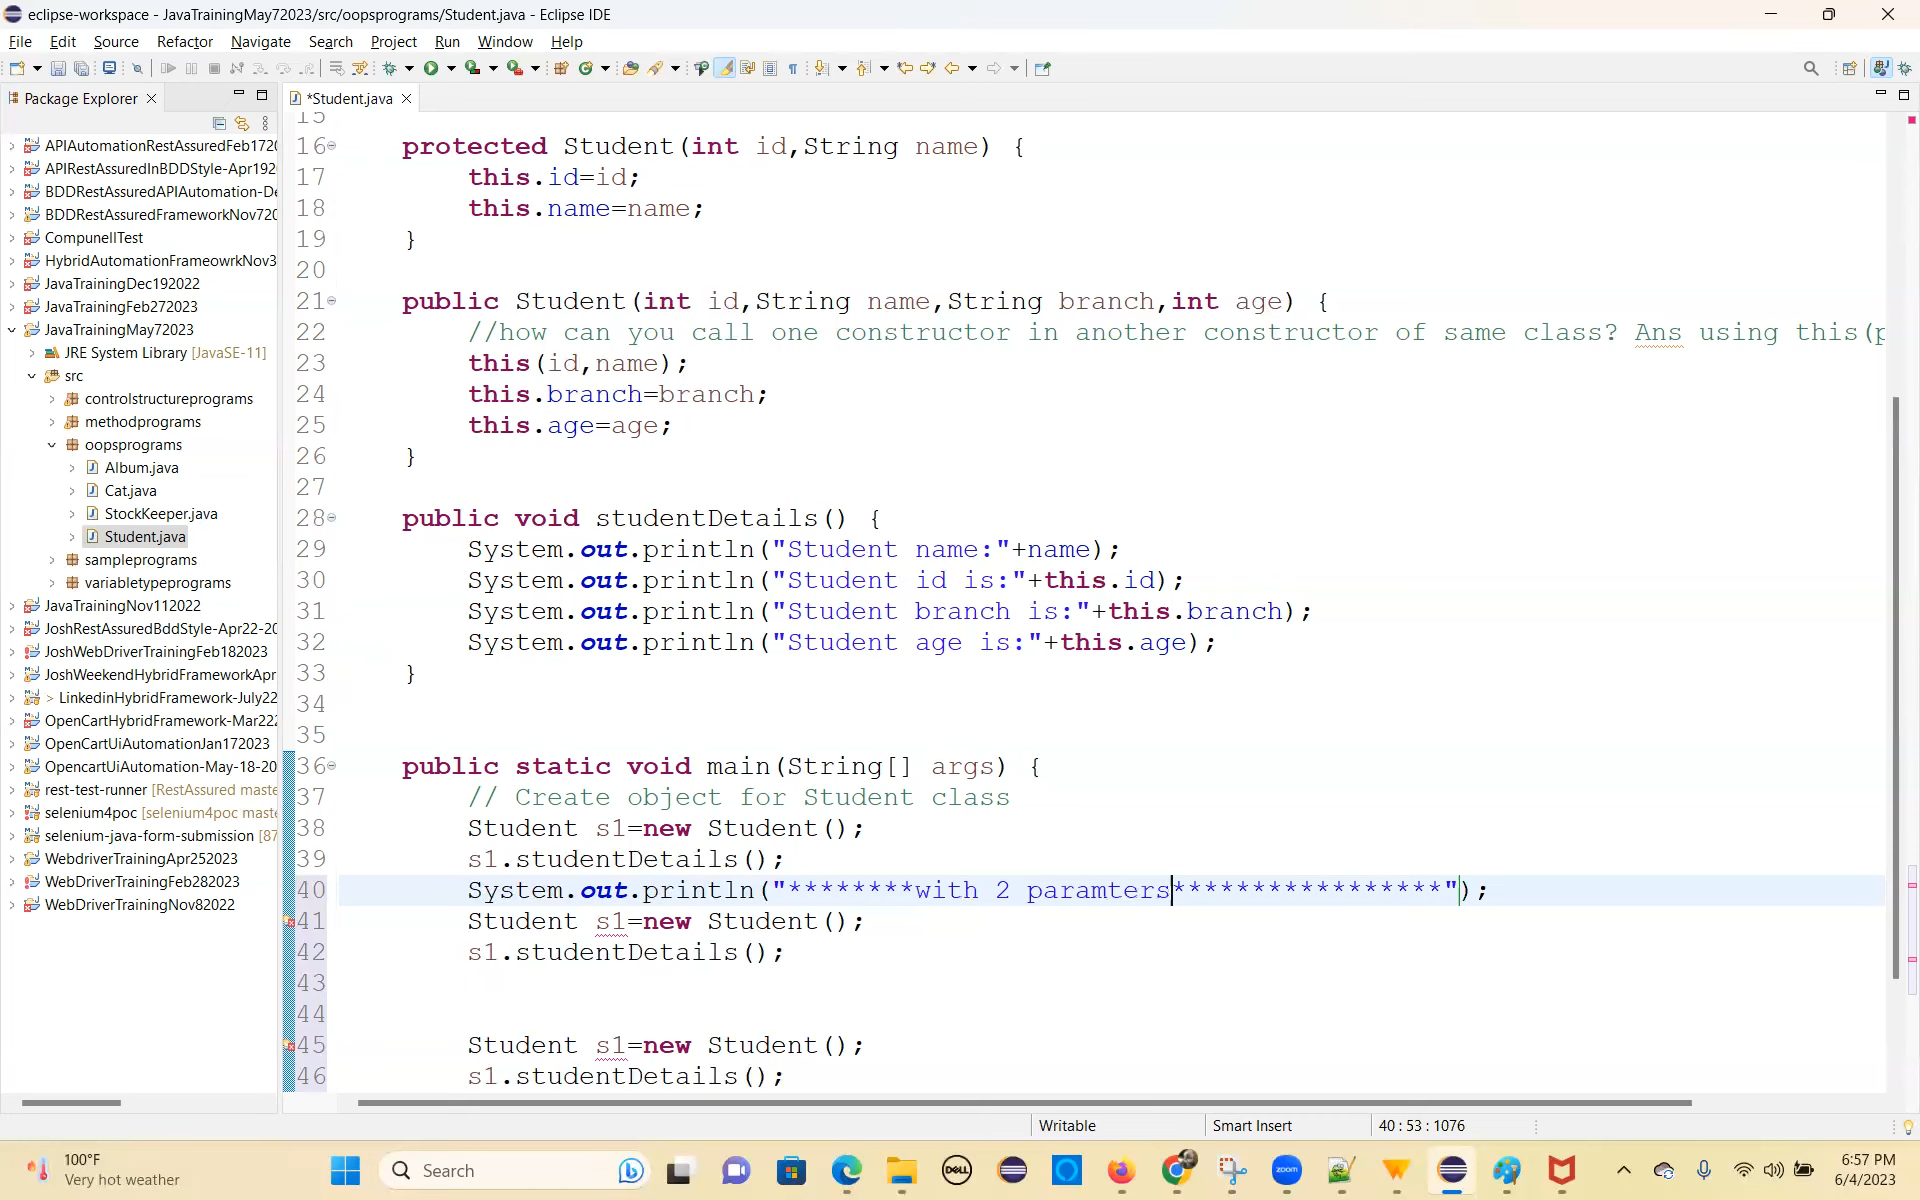 eclipse-workspace - JavaTrainingMay72023/src/oopsprograms/Student.java - Eclipse IDE
File Edit Source Refactor Navigate Search Project Run Window Help
Package Explorer
*Student.java
APIAutomationRestAssuredFeb172
APIRestAssuredInBDDStyle-Apr192
BDDRestAssuredAPIAutomation-De
BDDRestAssuredFrameworkNov720
CompunellTest
HybridAutomationFrameowrkNov3
JavaTrainingDec192022
JavaTrainingFeb272023
JavaTrainingMay72023
JRE System Library [JavaSE-11]
src
controlstructureprograms
methodprograms
oopsprograms
Album.java
Cat.java
StockKeeper.java
Student.java
sampleprograms
variabletypeprograms
JavaTrainingNov112022
JoshRestAssuredBddStyle-Apr22-20
JoshWebDriverTrainingFeb182023
JoshWeekendHybridFrameworkApr
> LinkedinHybridFramework-July22
OpenCartHybridFramework-Mar222
OpenCartUiAutomationJan172023
OpencartUiAutomation-May-18-20
rest-test-runner [RestAssured maste
selenium4poc [selenium4poc maste
selenium-java-form-submission [87
WebdriverTrainingApr252023
WebDriverTrainingFeb282023
WebDriverTrainingNov82022
15
16 protected Student(int id,String name) {
17 this.id=id;
18 this.name=name;
19 }
20
21 public Student(int id,String name,String branch,int age) {
22 //how can you call one constructor in another constructor of same class? Ans using this(p
23 this(id,name);
24 this.branch=branch;
25 this.age=age;
26 }
27
28 public void studentDetails() {
29 System.out.println("Student name:"+name);
30 System.out.println("Student id is:"+this.id);
31 System.out.println("Student branch is:"+this.branch);
32 System.out.println("Student age is:"+this.age);
33 }
34
35
36 public static void main(String[] args) {
37 // Create object for Student class
38 Student s1=new Student();
39 s1.studentDetails();
40 System.out.println("********with 2 paramters*****************");
41 Student s1=new Student();
42 s1.studentDetails();
43
44
45 Student s1=new Student();
46 s1.studentDetails();
Writable Smart Insert 40 : 53 : 1076
100°F
Very hot weather
Search
DELL
zoom
6:57 PM
6/4/2023